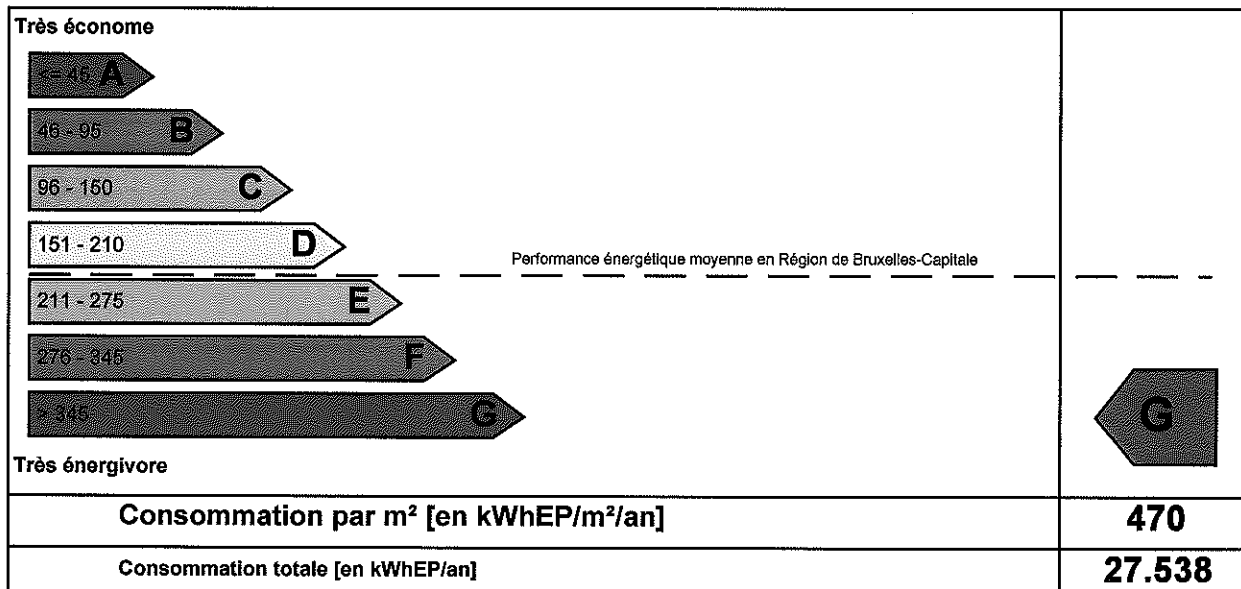 Très économe
<= 45 A
46 - 95 B
96 - 150 C
151 - 210 D
Performance énergétique moyenne en Région de Bruxelles-Capitale
211 - 275 E
276 - 345 F
> 345 G
G
Très énergivore
Consommation par m² [en kWhEP/m²/an] 470
Consommation totale [en kWhEP/an] 27.538